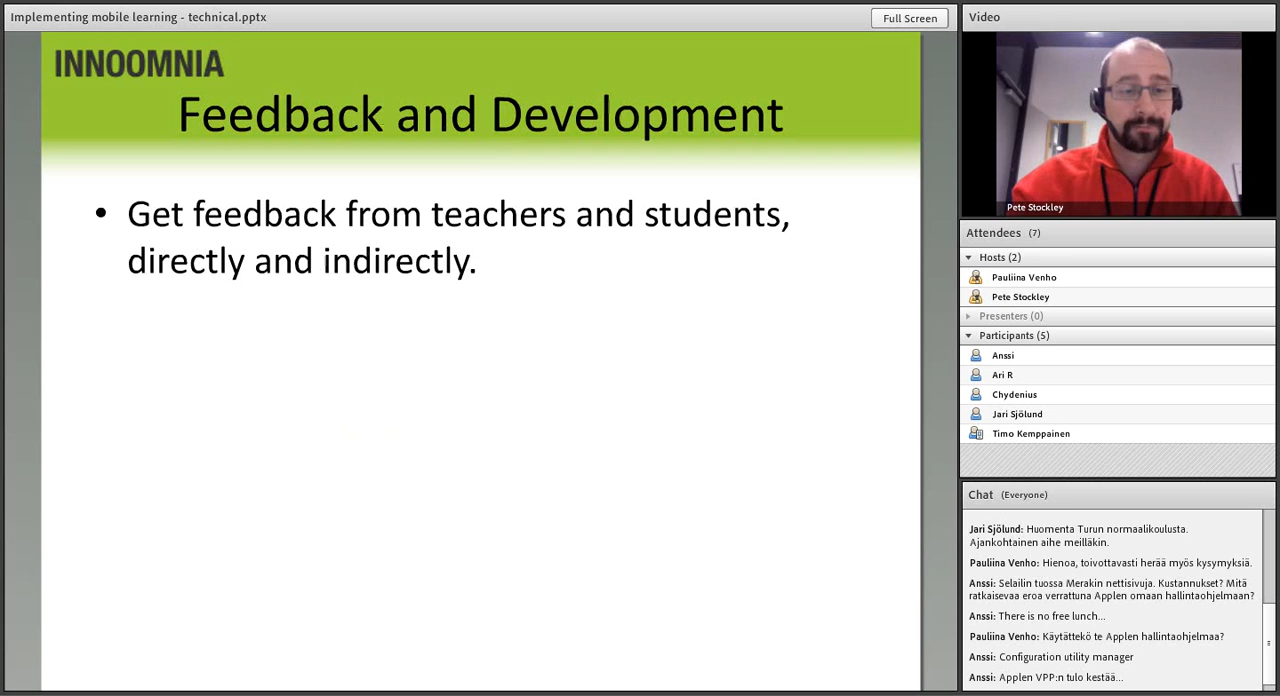 Implementing mobile learning - technical.pptx
Full Screen
INNOOMNIA
Feedback and Development
• Get feedback from teachers and students,
directly and indirectly.
Video
Pete Stockley
Attendees (7)
Hosts (2)
Pauliina Venho
Pete Stockley
Presenters (0)
Participants (5)
Anssi
Ari R
Chydenius
Jari Sjölund
Timo Kemppainen
Chat (Everyone)
Jari Sjölund: Huomenta Turun normaalikoulusta.
Ajankohtainen aihe meilläkin.
Pauliina Venho: Hienoa, toivottavasti herää myös kysymyksiä.
Anssi: Selailin tuossa Merakin nettisivuja. Kustannukset? Mitä
ratkaisevaa eroa verrattuna Applen omaan hallintaohjelmaan?
Anssi: There is no free lunch...
Pauliina Venho: Käytättekö te Applen hallintaohjelmaa?
Anssi: Configuration utility manager
Anssi: Applen VPP:n tulo kestää...